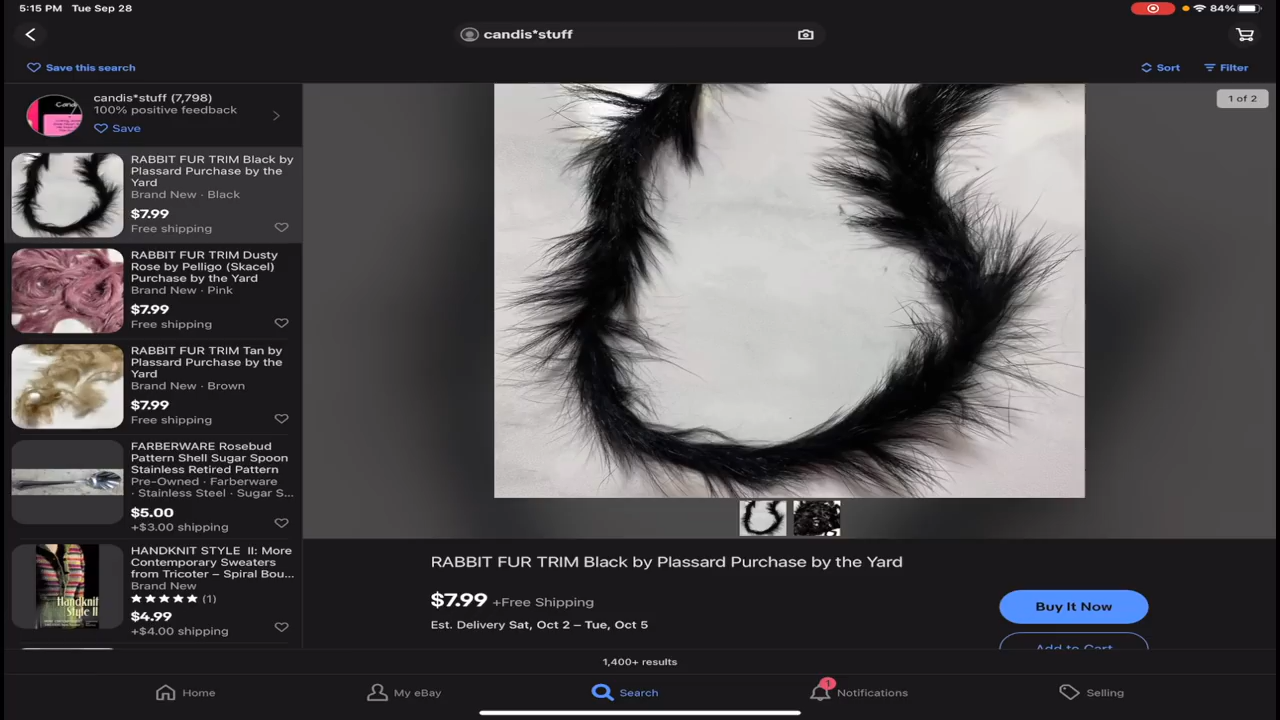 5:15 PM Tue Sep 28
84%
candis*stuff
Save this search
Sort
Filter
candis*stuff (7,798)
100% positive feedback
Save
RABBIT FUR TRIM Black by
Plassard Purchase by the
Yard
Brand New · Black
$7.99
Free shipping
RABBIT FUR TRIM Dusty
Rose by Pelligo (Skacel)
Purchase by the Yard
Brand New · Pink
$7.99
Free shipping
RABBIT FUR TRIM Tan by
Plassard Purchase by the
Yard
Brand New · Brown
$7.99
Free shipping
FARBERWARE Rosebud
Pattern Shell Sugar Spoon
Stainless Retired Pattern
Pre-Owned · Farberware
· Stainless Steel · Sugar S...
$5.00
+$3.00 shipping
Handknit
Style II
HANDKNIT STYLE II: More
Contemporary Sweaters
from Tricoter – Spiral Bou...
Brand New
(1)
$4.99
+$4.00 shipping
1 of 2
RABBIT FUR TRIM Black by Plassard Purchase by the Yard
$7.99 +Free Shipping
Est. Delivery Sat, Oct 2 – Tue, Oct 5
Buy It Now
Add to Cart
1,400+ results
Home
My eBay
Search
1
Notifications
Selling